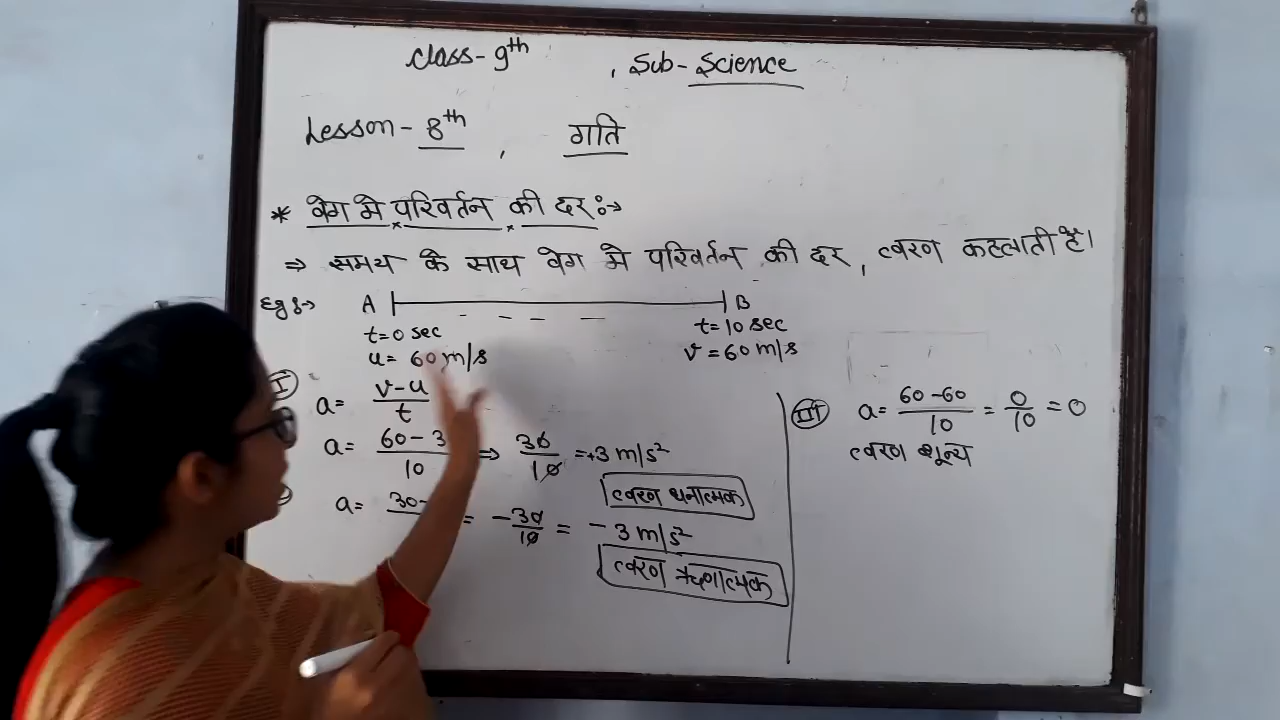 Class-9th , Sub-Science
Lesson-8th , गति
* वेग मे परिवर्तन की दर :→
⇒ समय के साथ वेग मे परिवर्तन की दर, त्वरण कहलाती है।
Eg :→ A B
t=0 sec t=10 sec
u= 60 m/s v=60 m/s
I a= v-u/t
a= 60-3 /10 ⇒ 30/10 =+3 m/s²
त्वरण धनात्मक
a= 30- = -30/10 = -3 m/s²
त्वरण ऋणात्मक
III a= 60-60/10 = 0/10 =0
त्वरण शून्य